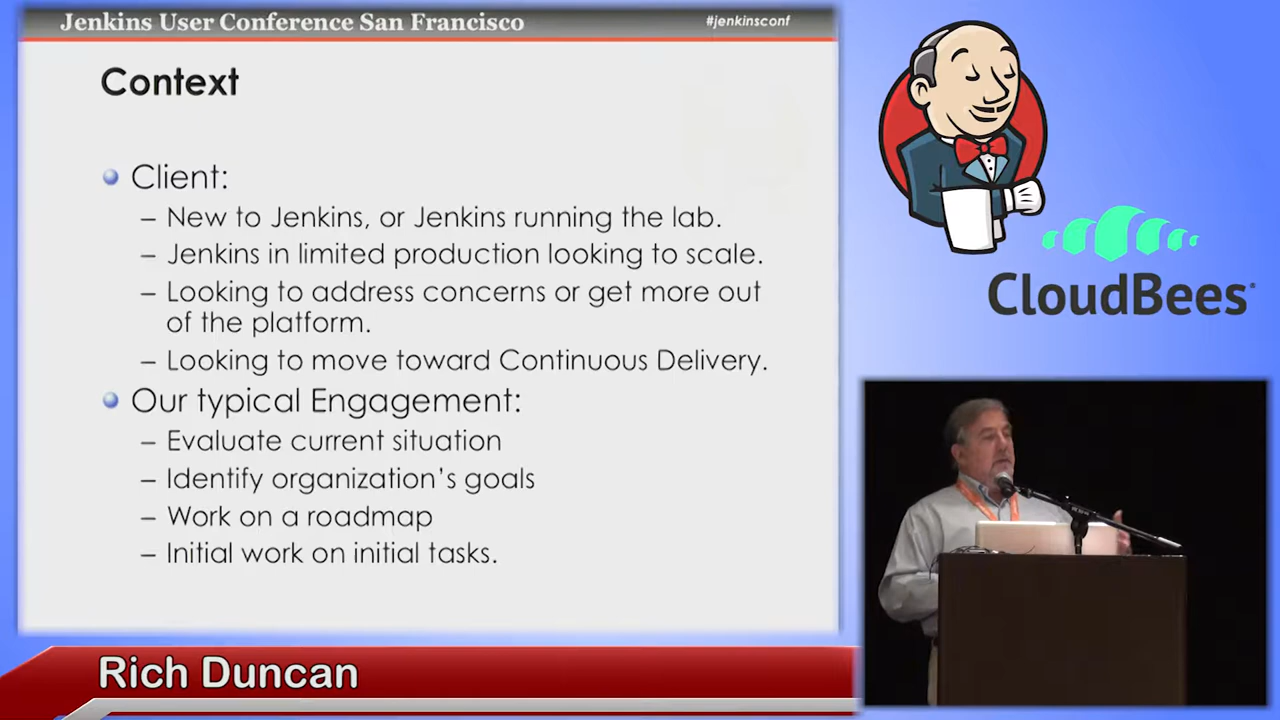 Jenkins User Conference San Francisco
#jenkinsconf
Context
Client:
– New to Jenkins, or Jenkins running the lab.
– Jenkins in limited production looking to scale.
– Looking to address concerns or get more out
of the platform.
– Looking to move toward Continuous Delivery.
Our typical Engagement:
– Evaluate current situation
– Identify organization's goals
– Work on a roadmap
– Initial work on initial tasks.
CloudBees
Rich Duncan